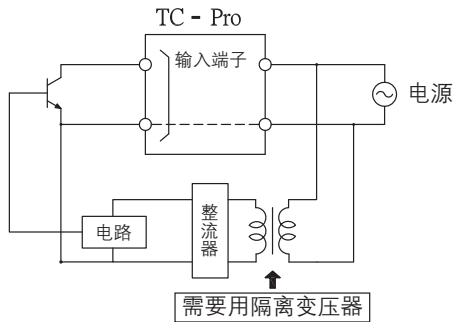 TC - Pro
输入端子
电源
电路
整流器
需要用隔离变压器